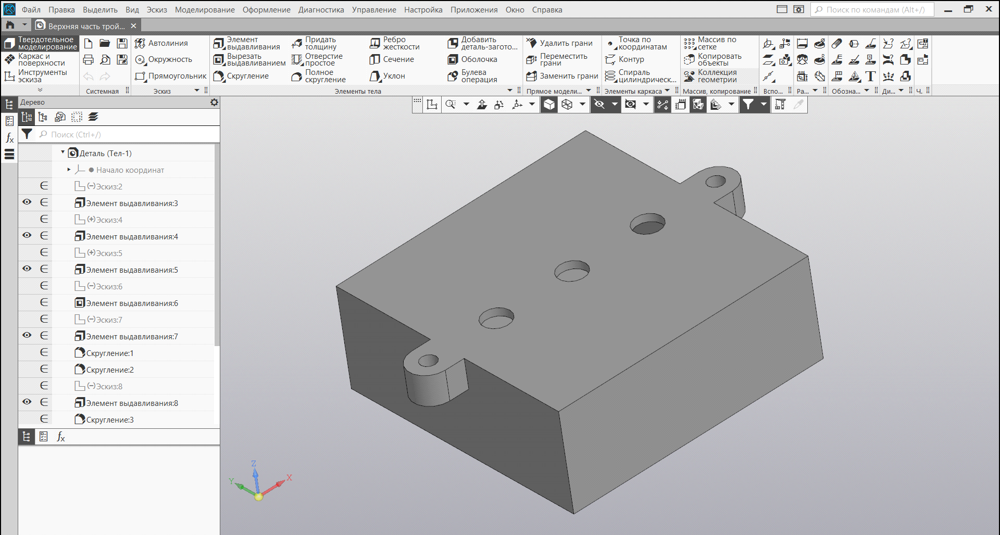 Файл Правка Выделить Вид Эскиз Моделирование Оформление Диагностика Управление Настройка Приложения Окно Справка
Поиск по командам (Alt+/)
Верхняя часть трой...
Твердотельное
моделирование
Каркас и
поверхности
Инструменты
эскиза
Системная
Автолиния
Окружность
Прямоугольник
Эскиз
Элемент
выдавливания
Вырезать
выдавливанием
Скругление
Придать
толщину
Отверстие
простое
Полное
скругление
Ребро
жесткости
Сечение
Уклон
Добавить
деталь-загото...
Оболочка
Булева
операция
Элементы тела
Удалить грани
Переместить
грани
Заменить грани
Прямое модели...
Точка по
координатам
Контур
Спираль
цилиндрическ...
Элементы каркаса
Массив по
сетке
Копировать
объекты
Коллекция
геометрии
Массив, копирование
Вспо...
Ра...
Обозна...
Ди...
Ч.
Дерево
Поиск (Ctrl+/)
Деталь (Тел-1)
Начало координат
(−)Эскиз:2
Элемент выдавливания:3
(+)Эскиз:4
Элемент выдавливания:4
(+)Эскиз:5
Элемент выдавливания:5
(−)Эскиз:6
Элемент выдавливания:6
(−)Эскиз:7
Элемент выдавливания:7
Скругление:1
Скругление:2
(−)Эскиз:8
Элемент выдавливания:8
Скругление:3
fx
Z
Y
X